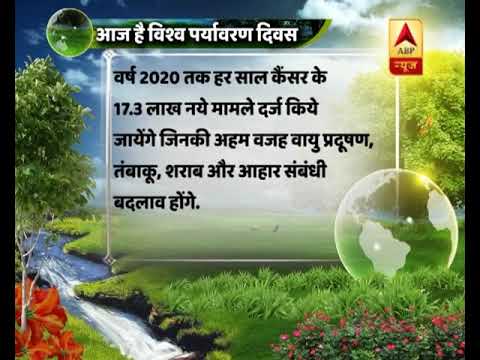 आज है विश्व पर्यावरण दिवस
ABP
न्यूज़
वर्ष 2020 तक हर साल कैंसर के
17.3 लाख नये मामले दर्ज किये
जायेंगे जिनकी अहम वजह वायु प्रदूषण,
तंबाकू, शराब और आहार संबंधी
बदलाव होंगे.